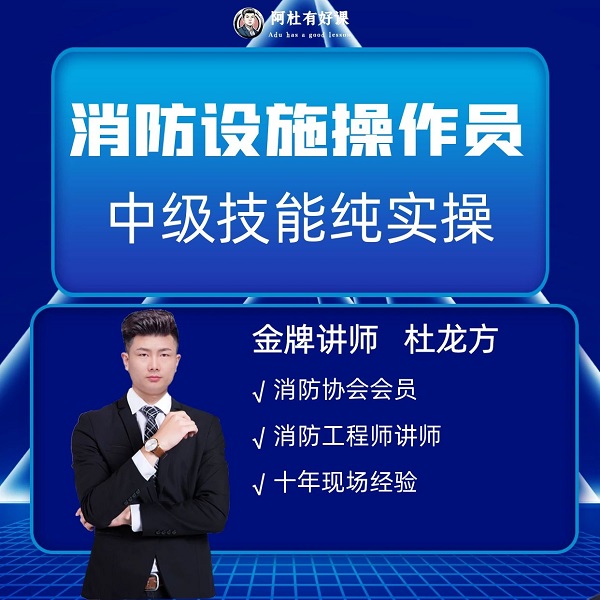 阿杜有好课
Adu has a good lesson
消防设施操作员
中级技能纯实操
金牌讲师 杜龙方
√ 消防协会会员
√ 消防工程师讲师
√ 十年现场经验